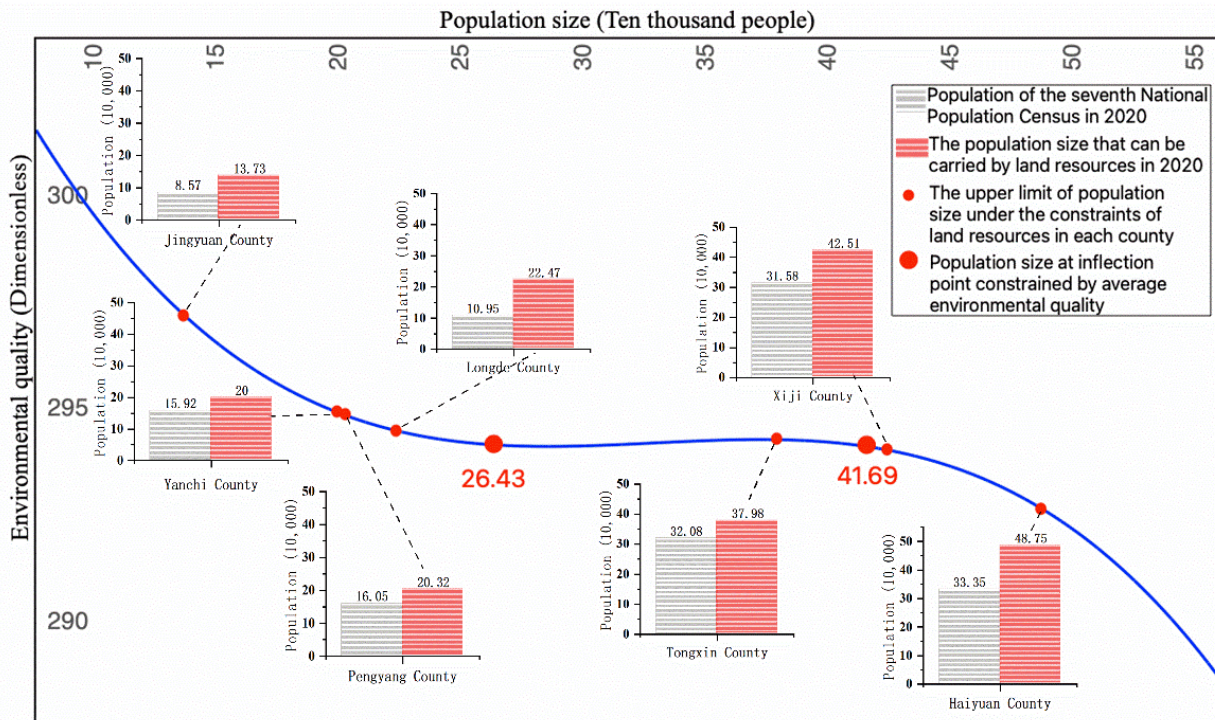 Population size (Ten thousand people)
10
15
20
25
30
35
40
45
50
55
Environmental quality (Dimensionless)
300
295
290
Population of the seventh National
Population Census in 2020
The population size that can be
carried by land resources in 2020
The upper limit of population
size under the constraints of
land resources in each county
Population size at inflection
point constrained by average
environmental quality
Population (10,000)
50
40
30
20
10
0
8.57
13.73
Jingyuan County
Population (10,000)
50
40
30
20
10
0
10.95
22.47
Longde County
Population (10,000)
50
40
30
20
10
0
31.58
42.51
Xiji County
Population (10,000)
50
40
30
20
10
0
15.92
20
Yanchi County
26.43
41.69
Population (10,000)
50
40
30
20
10
0
16.05
20.32
Pengyang County
Population (10,000)
50
40
30
20
10
0
32.08
37.98
Tongxin County
Population (10,000)
50
40
30
20
10
0
33.35
48.75
Haiyuan County